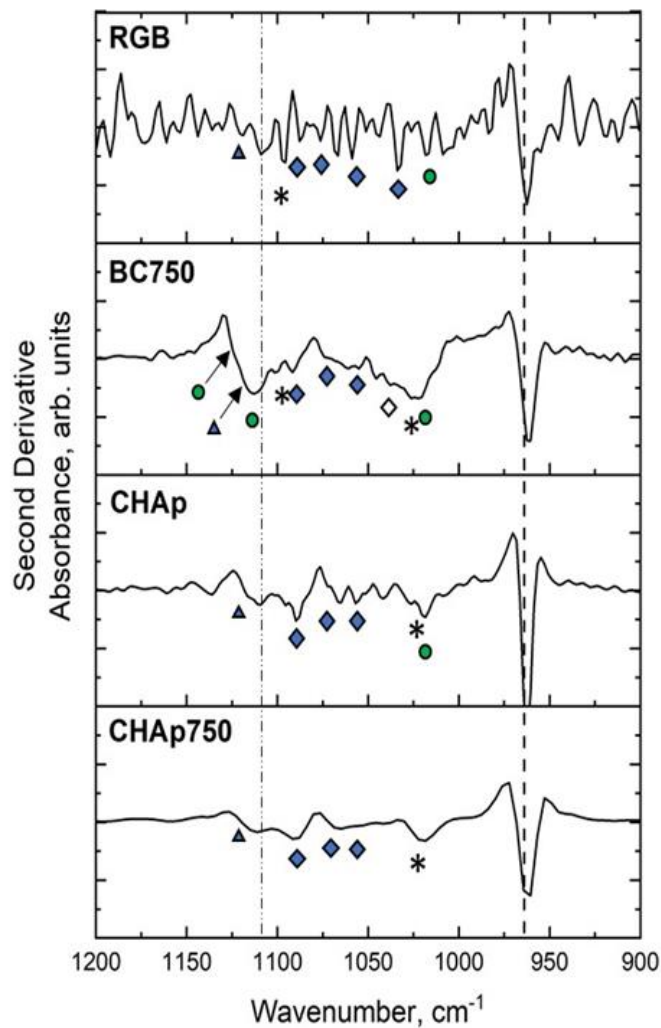 RGB
BC750
CHAp
CHAp750
Second Derivative
Absorbance, arb. units
1200 1150 1100 1050 1000 950 900
Wavenumber, cm⁻¹